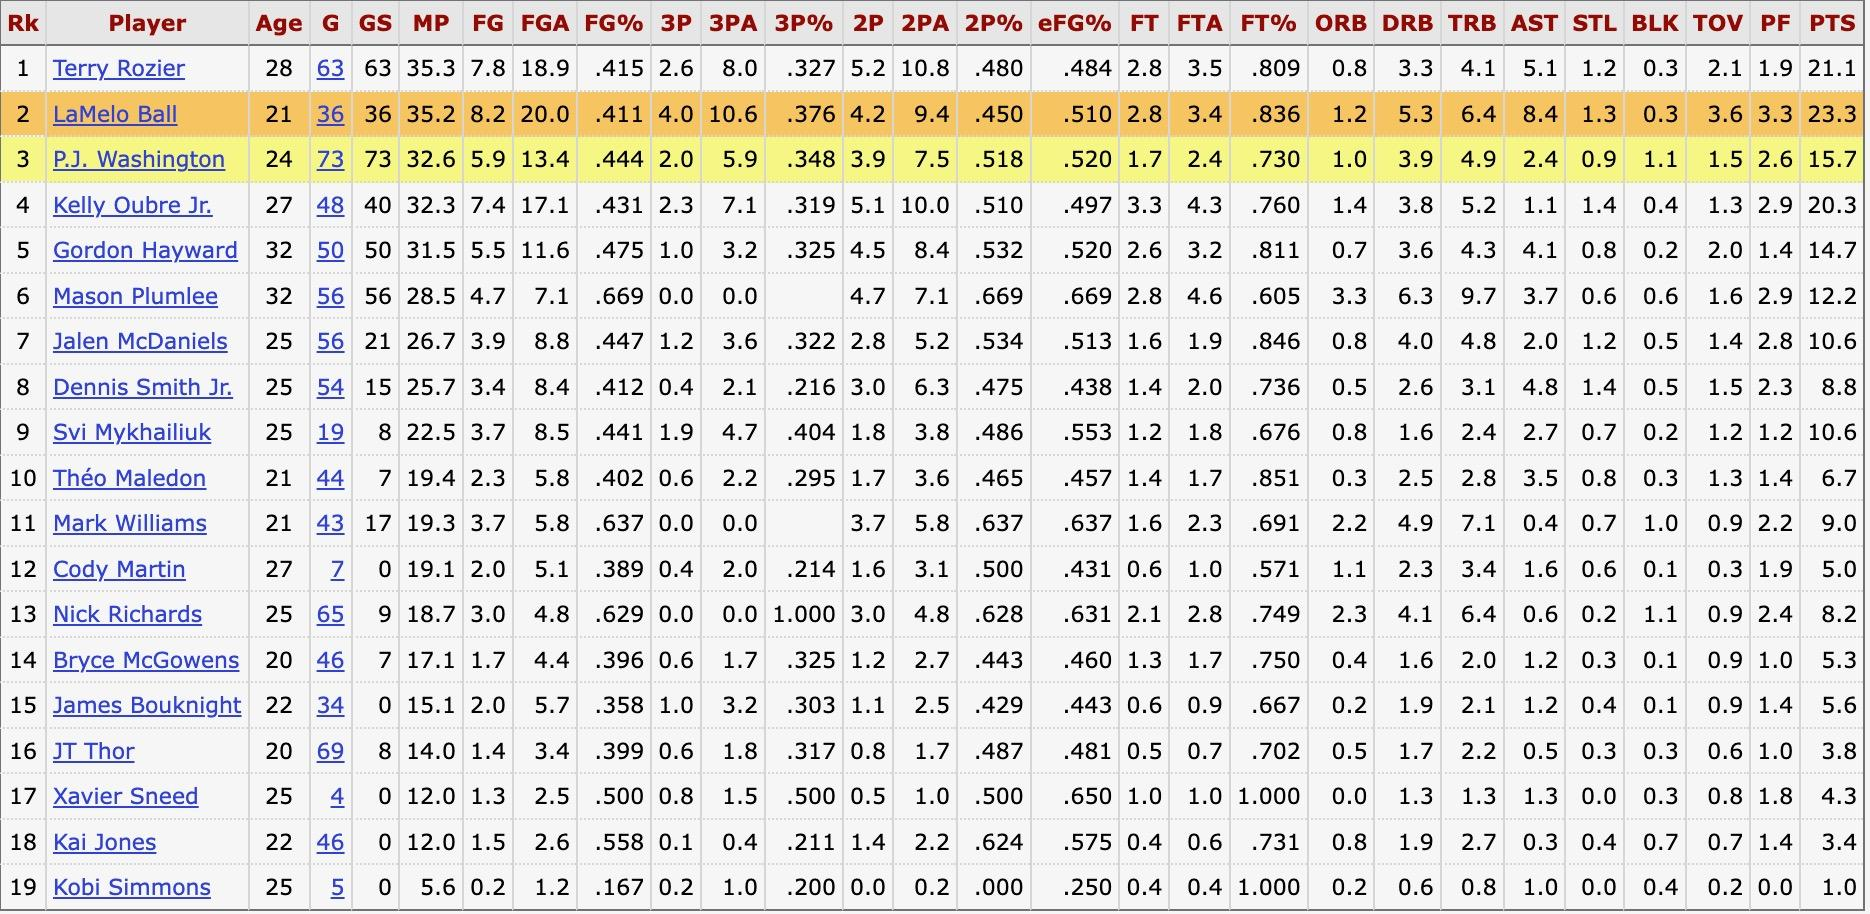 Rk Player Age G GS MP FG FGA FG% 3P 3PA 3P% 2P 2PA 2P% eFG% FT FTA FT% ORB DRB TRB AST STL BLK TOV PF PTS
1 Terry Rozier 28 63 63 35.3 7.8 18.9 .415 2.6 8.0 .327 5.2 10.8 .480 .484 2.8 3.5 .809 0.8 3.3 4.1 5.1 1.2 0.3 2.1 1.9 21.1
2 LaMelo Ball 21 36 36 35.2 8.2 20.0 .411 4.0 10.6 .376 4.2 9.4 .450 .510 2.8 3.4 .836 1.2 5.3 6.4 8.4 1.3 0.3 3.6 3.3 23.3
3 P.J. Washington 24 73 73 32.6 5.9 13.4 .444 2.0 5.9 .348 3.9 7.5 .518 .520 1.7 2.4 .730 1.0 3.9 4.9 2.4 0.9 1.1 1.5 2.6 15.7
4 Kelly Oubre Jr. 27 48 40 32.3 7.4 17.1 .431 2.3 7.1 .319 5.1 10.0 .510 .497 3.3 4.3 .760 1.4 3.8 5.2 1.1 1.4 0.4 1.3 2.9 20.3
5 Gordon Hayward 32 50 50 31.5 5.5 11.6 .475 1.0 3.2 .325 4.5 8.4 .532 .520 2.6 3.2 .811 0.7 3.6 4.3 4.1 0.8 0.2 2.0 1.4 14.7
6 Mason Plumlee 32 56 56 28.5 4.7 7.1 .669 0.0 0.0 4.7 7.1 .669 .669 2.8 4.6 .605 3.3 6.3 9.7 3.7 0.6 0.6 1.6 2.9 12.2
7 Jalen McDaniels 25 56 21 26.7 3.9 8.8 .447 1.2 3.6 .322 2.8 5.2 .534 .513 1.6 1.9 .846 0.8 4.0 4.8 2.0 1.2 0.5 1.4 2.8 10.6
8 Dennis Smith Jr. 25 54 15 25.7 3.4 8.4 .412 0.4 2.1 .216 3.0 6.3 .475 .438 1.4 2.0 .736 0.5 2.6 3.1 4.8 1.4 0.5 1.5 2.3 8.8
9 Svi Mykhailiuk 25 19 8 22.5 3.7 8.5 .441 1.9 4.7 .404 1.8 3.8 .486 .553 1.2 1.8 .676 0.8 1.6 2.4 2.7 0.7 0.2 1.2 1.2 10.6
10 Théo Maledon 21 44 7 19.4 2.3 5.8 .402 0.6 2.2 .295 1.7 3.6 .465 .457 1.4 1.7 .851 0.3 2.5 2.8 3.5 0.8 0.3 1.3 1.4 6.7
11 Mark Williams 21 43 17 19.3 3.7 5.8 .637 0.0 0.0 3.7 5.8 .637 .637 1.6 2.3 .691 2.2 4.9 7.1 0.4 0.7 1.0 0.9 2.2 9.0
12 Cody Martin 27 7 0 19.1 2.0 5.1 .389 0.4 2.0 .214 1.6 3.1 .500 .431 0.6 1.0 .571 1.1 2.3 3.4 1.6 0.6 0.1 0.3 1.9 5.0
13 Nick Richards 25 65 9 18.7 3.0 4.8 .629 0.0 0.0 1.000 3.0 4.8 .628 .631 2.1 2.8 .749 2.3 4.1 6.4 0.6 0.2 1.1 0.9 2.4 8.2
14 Bryce McGowens 20 46 7 17.1 1.7 4.4 .396 0.6 1.7 .325 1.2 2.7 .443 .460 1.3 1.7 .750 0.4 1.6 2.0 1.2 0.3 0.1 0.9 1.0 5.3
15 James Bouknight 22 34 0 15.1 2.0 5.7 .358 1.0 3.2 .303 1.1 2.5 .429 .443 0.6 0.9 .667 0.2 1.9 2.1 1.2 0.4 0.1 0.9 1.4 5.6
16 JT Thor 20 69 8 14.0 1.4 3.4 .399 0.6 1.8 .317 0.8 1.7 .487 .481 0.5 0.7 .702 0.5 1.7 2.2 0.5 0.3 0.3 0.6 1.0 3.8
17 Xavier Sneed 25 4 0 12.0 1.3 2.5 .500 0.8 1.5 .500 0.5 1.0 .500 .650 1.0 1.0 1.000 0.0 1.3 1.3 1.3 0.0 0.3 0.8 1.8 4.3
18 Kai Jones 22 46 0 12.0 1.5 2.6 .558 0.1 0.4 .211 1.4 2.2 .624 .575 0.4 0.6 .731 0.8 1.9 2.7 0.3 0.4 0.7 0.7 1.4 3.4
19 Kobi Simmons 25 5 0 5.6 0.2 1.2 .167 0.2 1.0 .200 0.0 0.2 .000 .250 0.4 0.4 1.000 0.2 0.6 0.8 1.0 0.0 0.4 0.2 0.0 1.0